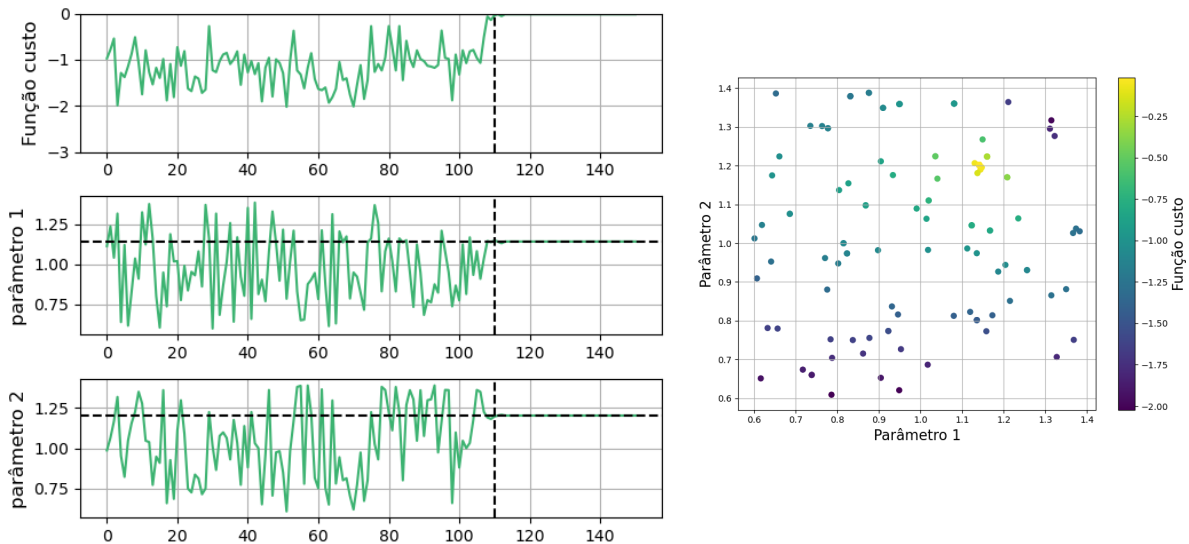 Função custo
0
−1
−2
−3
0 20 40 60 80 100 120 140
parâmetro 1
1.25
1.00
0.75
0 20 40 60 80 100 120 140
parâmetro 2
1.25
1.00
0.75
0 20 40 60 80 100 120 140
Parâmetro 2
1.4
1.3
1.2
1.1
1.0
0.9
0.8
0.7
0.6
0.6 0.7 0.8 0.9 1.0 1.1 1.2 1.3 1.4
Parâmetro 1
−0.25
−0.50
−0.75
−1.00
−1.25
−1.50
−1.75
−2.00
Função custo